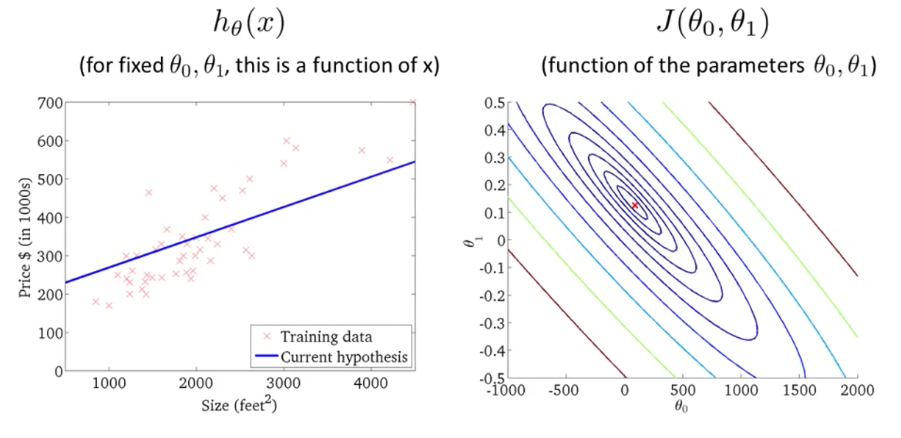 hθ(x)
(for fixed θ0, θ1, this is a function of x)
700
600
500
400
300
200
100
0
Price $ (in 1000s)
1000 2000 3000 4000
Size (feet2)
Training data
Current hypothesis
J(θ0, θ1)
(function of the parameters θ0, θ1)
0.5
0.4
0.3
0.2
0.1
0
-0.1
-0.2
-0.3
-0.4
-0.5
θ1
-1000 -500 0 500 1000 1500 2000
θ0